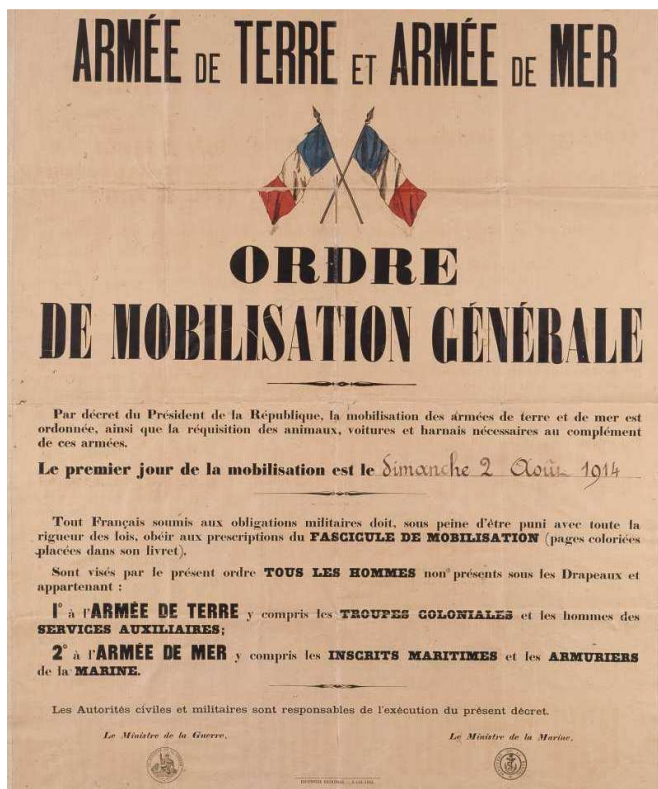 ARMÉE DE TERRE ET ARMÉE DE MER
ORDRE
DE MOBILISATION GÉNÉRALE
Par décret du Président de la République, la mobilisation des armées de terre et de mer est
ordonnée, ainsi que la réquisition des animaux, voitures et harnais nécessaires au complément
de ces armées.
Le premier jour de la mobilisation est le dimanche 2 Août 1914
Tout Français soumis aux obligations militaires doit, sous peine d'être puni avec toute la
rigueur des lois, obéir aux prescriptions du FASCICULE DE MOBILISATION (pages coloriées
placées dans son livret).
Sont visés par le présent ordre TOUS LES HOMMES non présents sous les Drapeaux et
appartenant :
1° à l'ARMÉE DE TERRE y compris les TROUPES COLONIALES et les hommes des
SERVICES AUXILIAIRES;
2° à l'ARMÉE DE MER y compris les INSCRITS MARITIMES et les ARMURIERS
de la MARINE.
Les Autorités civiles et militaires sont responsables de l'exécution du présent décret.
Le Ministre de la Guerre,
Le Ministre de la Marine,